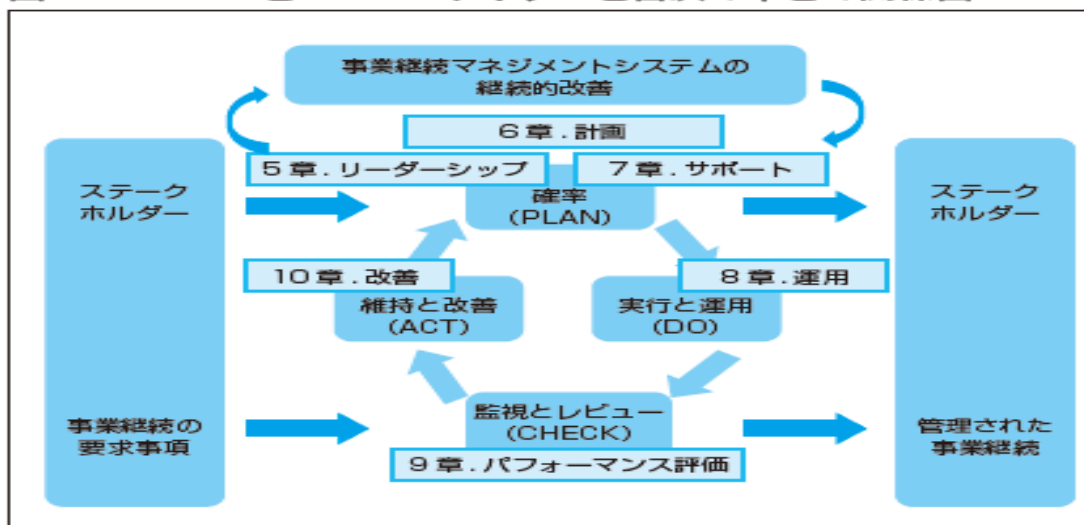 事業継続マネジメントシステムの
継続的改善
6章.計画
5章.リーダーシップ
7章.サポート
確率
(PLAN)
ステーク
ホルダー
ステーク
ホルダー
10章.改善
8章.運用
維持と改善
(ACT)
実行と運用
(DO)
監視とレビュー
(CHECK)
9章.パフォーマンス評価
事業継続の
要求事項
管理された
事業継続